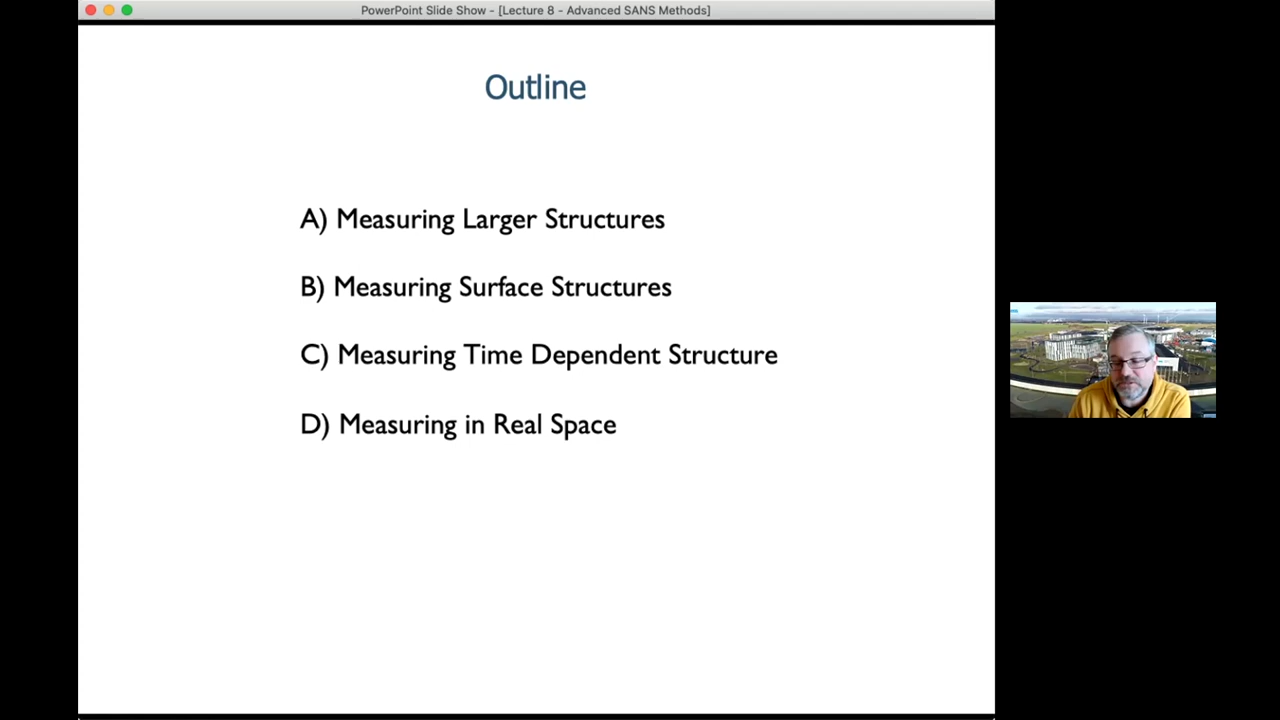 PowerPoint Slide Show - [Lecture 8 - Advanced SANS Methods]
Outline
A) Measuring Larger Structures
B) Measuring Surface Structures
C) Measuring Time Dependent Structure
D) Measuring in Real Space